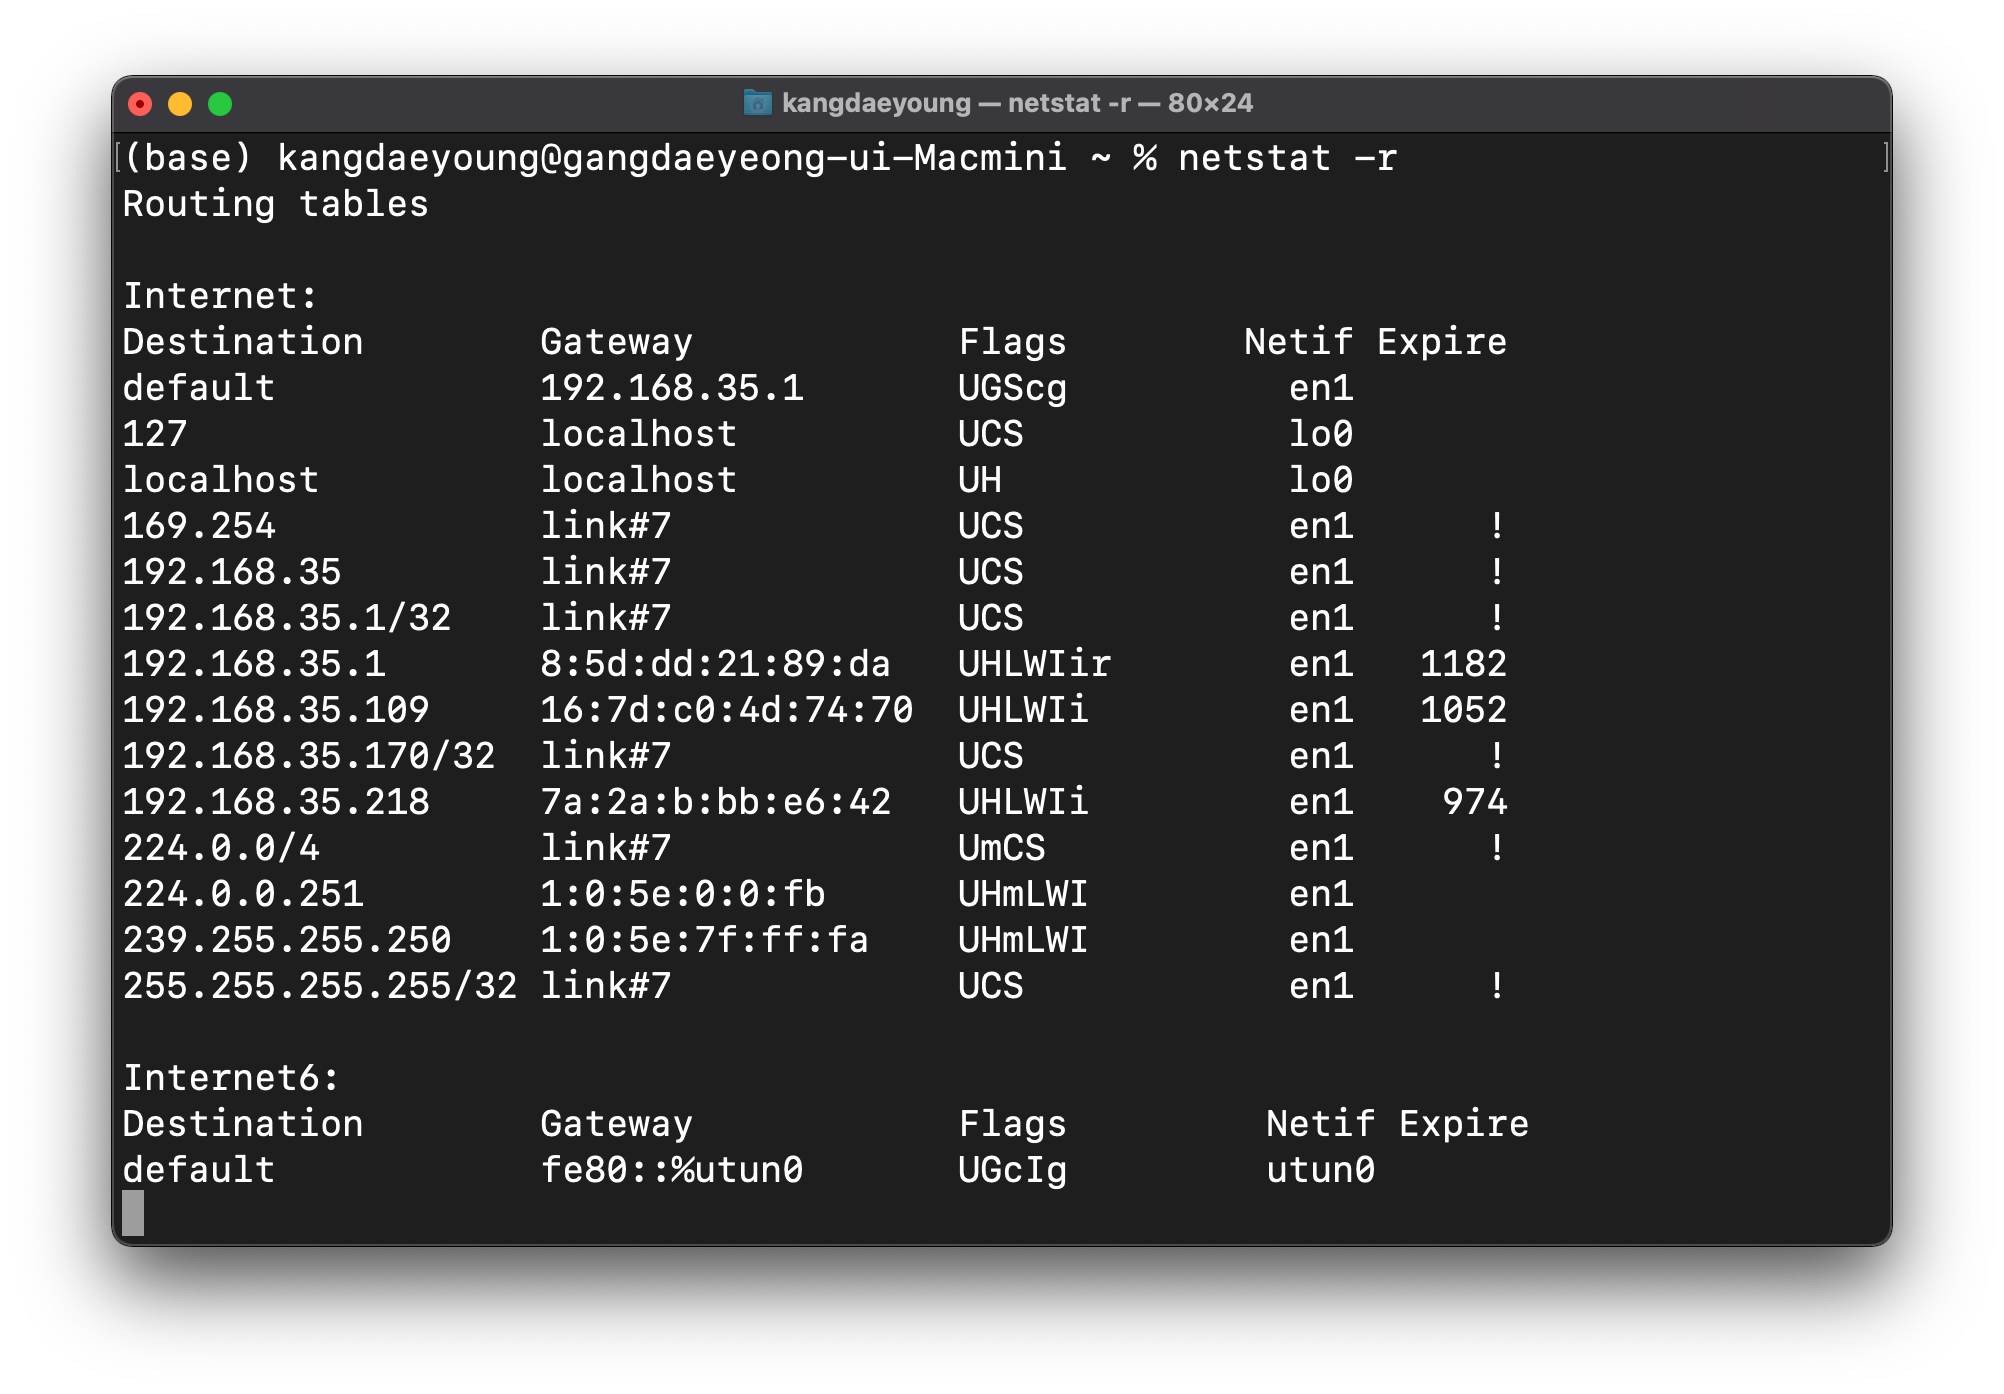 kangdaeyoung — netstat -r — 80×24
(base) kangdaeyoung@gangdaeyeong-ui-Macmini ~ % netstat -r
Routing tables
Internet:
Destination        Gateway            Flags        Netif Expire
default            192.168.35.1       UGScg          en1
127                localhost          UCS            lo0
localhost          localhost          UH             lo0
169.254            link#7             UCS            en1      !
192.168.35         link#7             UCS            en1      !
192.168.35.1/32    link#7             UCS            en1      !
192.168.35.1       8:5d:dd:21:89:da   UHLWIir        en1   1182
192.168.35.109     16:7d:c0:4d:74:70  UHLWIi         en1   1052
192.168.35.170/32  link#7             UCS            en1      !
192.168.35.218     7a:2a:b:bb:e6:42   UHLWIi         en1    974
224.0.0/4          link#7             UmCS           en1      !
224.0.0.251        1:0:5e:0:0:fb      UHmLWI         en1
239.255.255.250    1:0:5e:7f:ff:fa    UHmLWI         en1
255.255.255.255/32 link#7             UCS            en1      !
Internet6:
Destination        Gateway            Flags         Netif Expire
default            fe80::%utun0       UGcIg         utun0